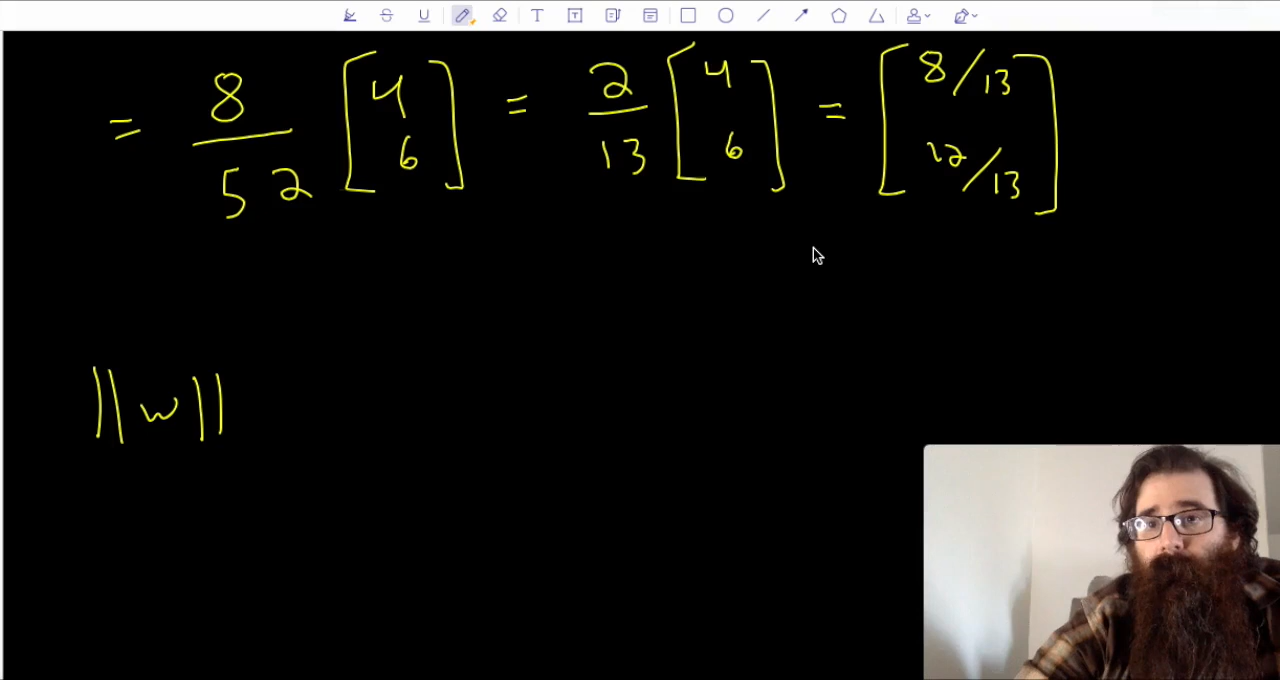 = 8/52 [4 6] = 2/13 [4 6] = [8/13 12/13]
||w||